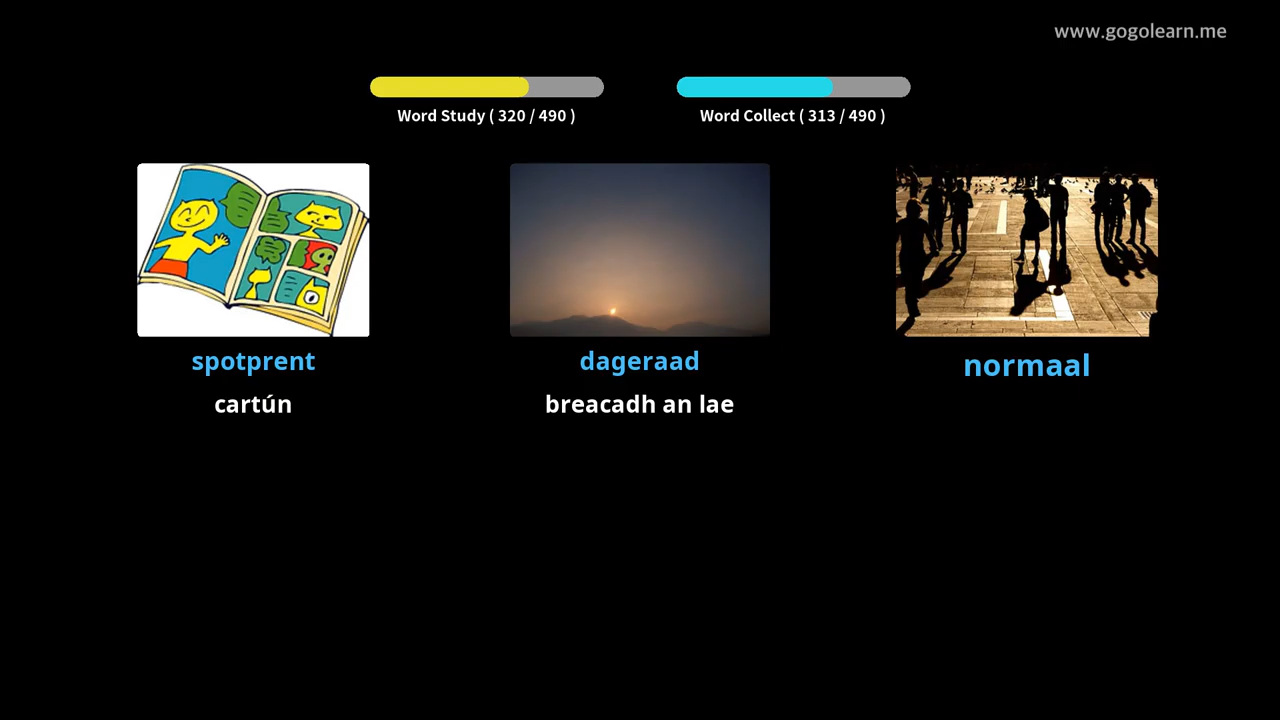 www.gogolearn.me
Word Study ( 320 / 490 )
Word Collect ( 313 / 490 )
spotprent
dageraad
normaal
cartún
breacadh an lae